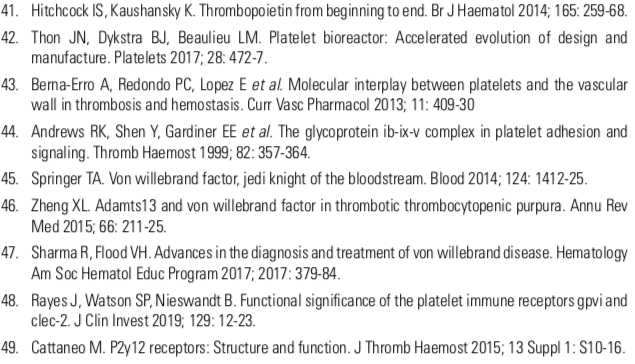 41. Hitchcock IS, Kaushansky K. Thrombopoietin from beginning to end. Br J Haematol 2014; 165: 259-68.
42. Thon JN, Dykstra BJ, Beaulieu LM. Platelet bioreactor: Accelerated evolution of design and
manufacture. Platelets 2017; 28: 472-7.
43. Berna-Erro A, Redondo PC, Lopez E et al. Molecular interplay between platelets and the vascular
wall in thrombosis and hemostasis. Curr Vasc Pharmacol 2013; 11: 409-30
44. Andrews RK, Shen Y, Gardiner EE et al. The glycoprotein ib-ix-v complex in platelet adhesion and
signaling. Thromb Haemost 1999; 82: 357-364.
45. Springer TA. Von willebrand factor, jedi knight of the bloodstream. Blood 2014; 124: 1412-25.
46. Zheng XL. Adamts13 and von willebrand factor in thrombotic thrombocytopenic purpura. Annu Rev
Med 2015; 66: 211-25.
47. Sharma R, Flood VH. Advances in the diagnosis and treatment of von willebrand disease. Hematology
Am Soc Hematol Educ Program 2017; 2017: 379-84.
48. Rayes J, Watson SP, Nieswandt B. Functional significance of the platelet immune receptors gpvi and
clec-2. J Clin Invest 2019; 129: 12-23.
49. Cattaneo M. P2y12 receptors: Structure and function. J Thromb Haemost 2015; 13 Suppl 1: S10-16.